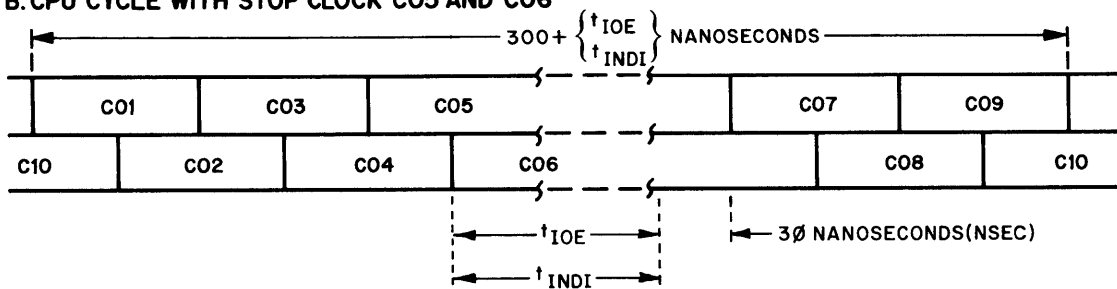 B. CPU CYCLE WITH STOP CLOCK C05 AND C06
300+ { tIOE tINDI } NANOSECONDS
C01 C03 C05 C07 C09
C10 C02 C04 C06 C08 C10
tIOE
3Ø NANOSECONDS(NSEC)
tINDI